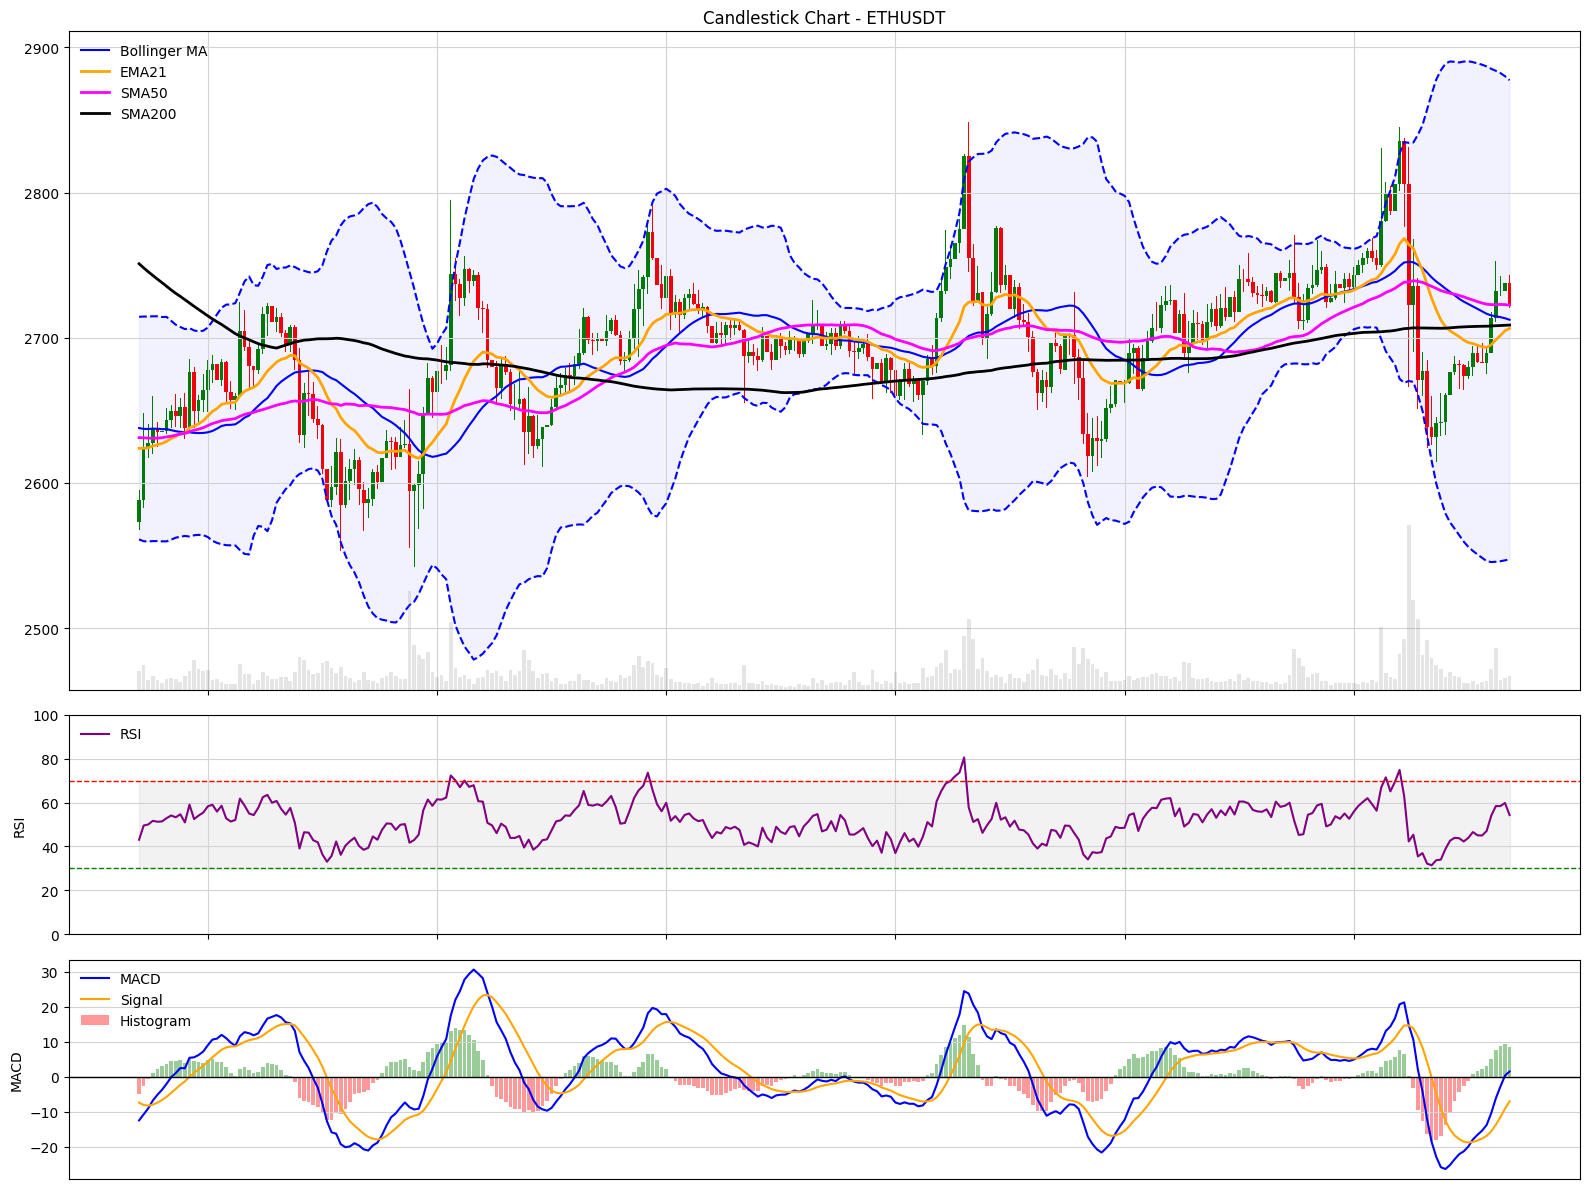 Candlestick Chart - ETHUSDT
Bollinger MA
EMA21
SMA50
SMA200
2900
2800
2700
2600
2500
RSI
RSI
100
80
60
40
20
0
MACD
Signal
Histogram
MACD
30
20
10
0
−10
−20